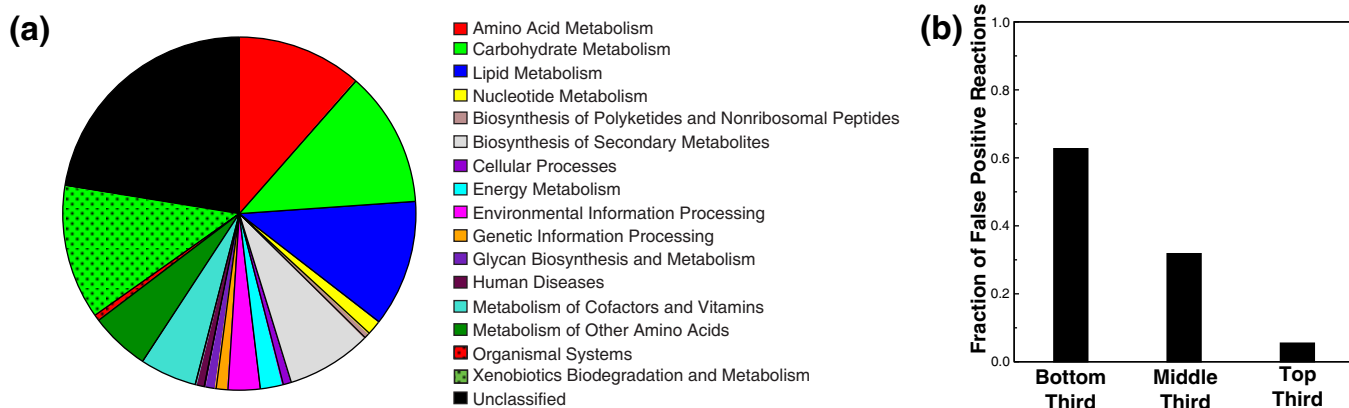 (a)
Amino Acid Metabolism
Carbohydrate Metabolism
Lipid Metabolism
Nucleotide Metabolism
Biosynthesis of Polyketides and Nonribosomal Peptides
Biosynthesis of Secondary Metabolites
Cellular Processes
Energy Metabolism
Environmental Information Processing
Genetic Information Processing
Glycan Biosynthesis and Metabolism
Human Diseases
Metabolism of Cofactors and Vitamins
Metabolism of Other Amino Acids
Organismal Systems
Xenobiotics Biodegradation and Metabolism
Unclassified
(b)
Fraction of False Positive Reactions
1.0
0.8
0.6
0.4
0.2
0.0
Bottom
Third
Middle
Third
Top
Third